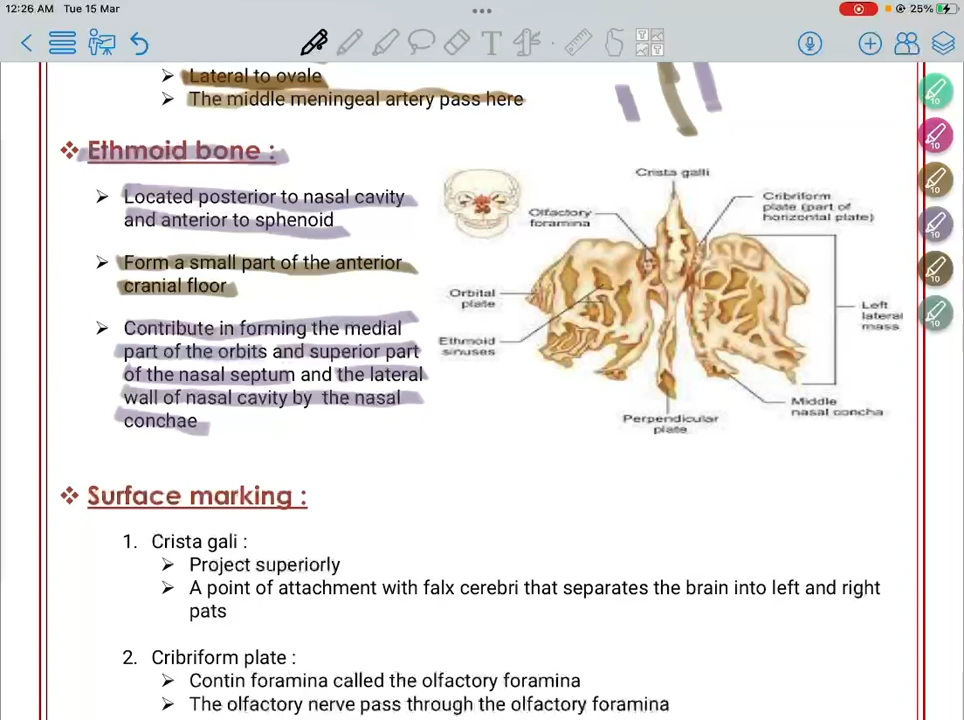 12:26 AM Tue 15 Mar
25%
Lateral to ovale
The middle meningeal artery pass here
Ethmoid bone :
Located posterior to nasal cavity
and anterior to sphenoid
Form a small part of the anterior
cranial floor
Contribute in forming the medial
part of the orbits and superior part
of the nasal septum and the lateral
wall of nasal cavity by the nasal
conchae
Crista galli
Olfactory
foramina
Cribriform
plate (part of
horizontal plate)
Orbital
plate
Left
lateral
mass
Ethmoid
sinuses
Middle
nasal concha
Perpendicular
plate
Surface marking :
1. Crista gali :
Project superiorly
A point of attachment with falx cerebri that separates the brain into left and right
pats
2. Cribriform plate :
Contin foramina called the olfactory foramina
The olfactory nerve pass through the olfactory foramina
10
10
10
10
10
10